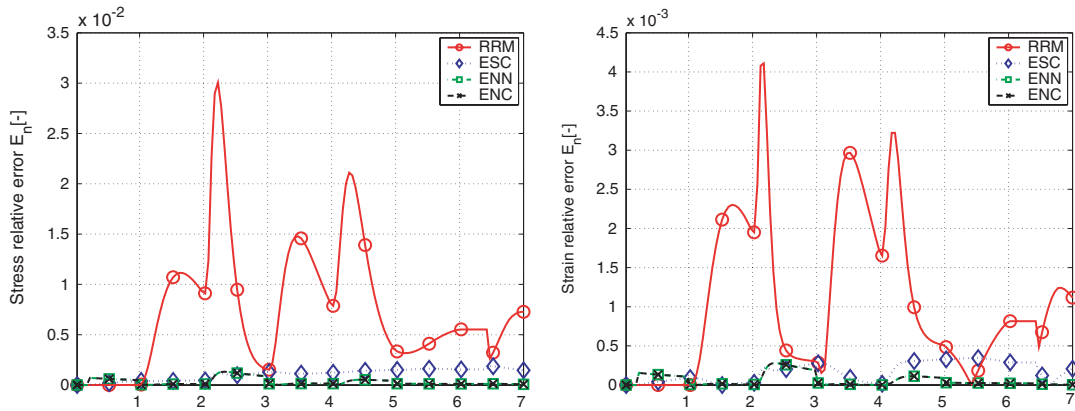 x 10⁻²
3.5
3
2.5
2
1.5
1
0.5
0
1 2 3 4 5 6 7
Stress relative error E_n[-]
RRM
ESC
ENN
ENC
x 10⁻³
4.5
4
3.5
3
2.5
2
1.5
1
0.5
0
1 2 3 4 5 6 7
Strain relative error E_n[-]
RRM
ESC
ENN
ENC